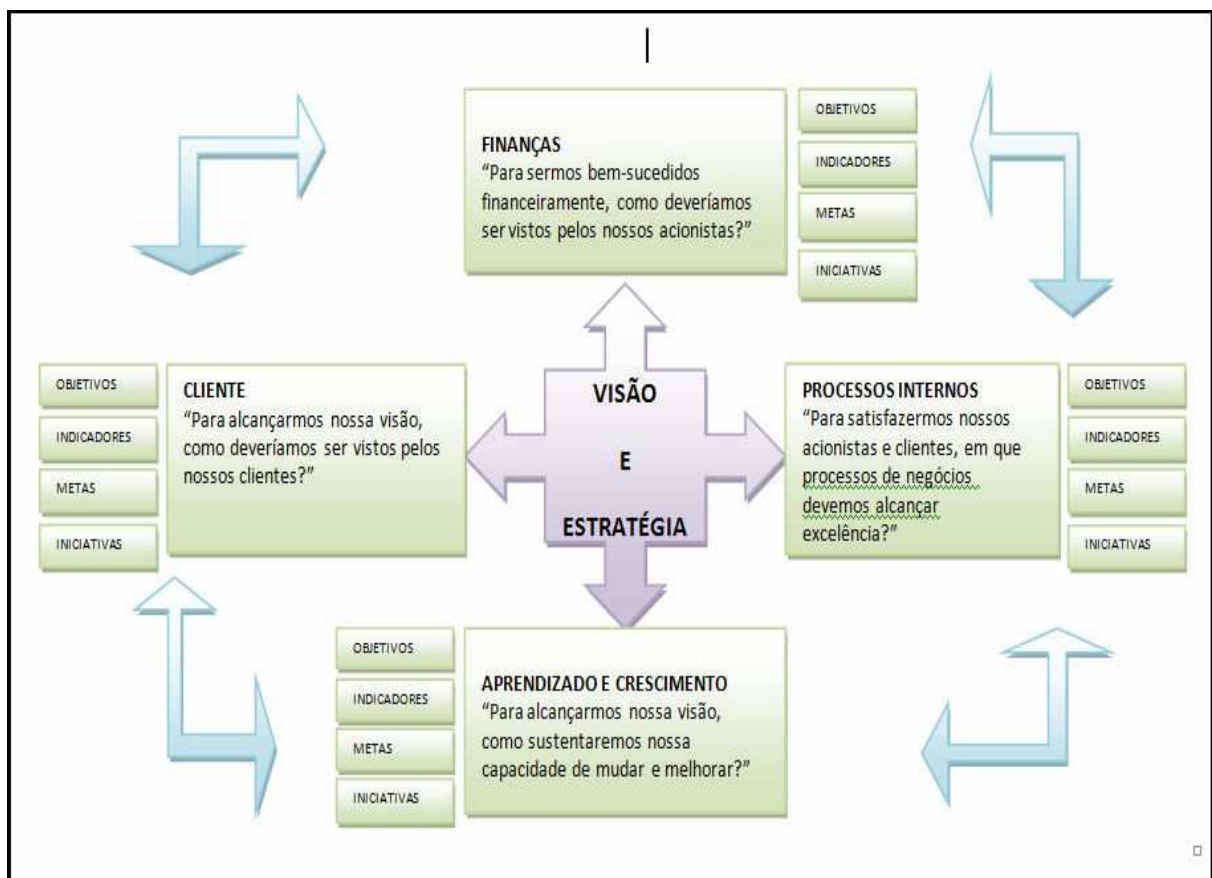 FINANÇAS
“Para sermos bem-sucedidos
financeiramente, como deveríamos
ser vistos pelos nossos acionistas?”
OBJETIVOS
INDICADORES
METAS
INICIATIVAS
OBJETIVOS
INDICADORES
METAS
INICIATIVAS
CLIENTE
“Para alcançarmos nossa visão,
como deveríamos ser vistos pelos
nossos clientes?”
VISÃO
E
ESTRATÉGIA
PROCESSOS INTERNOS
“Para satisfazermos nossos
acionistas e clientes, em que
processos de negócios
devemos alcançar
excelência?”
OBJETIVOS
INDICADORES
METAS
INICIATIVAS
OBJETIVOS
INDICADORES
METAS
INICIATIVAS
APRENDIZADO E CRESCIMENTO
“Para alcançarmos nossa visão,
como sustentaremos nossa
capacidade de mudar e melhorar?”